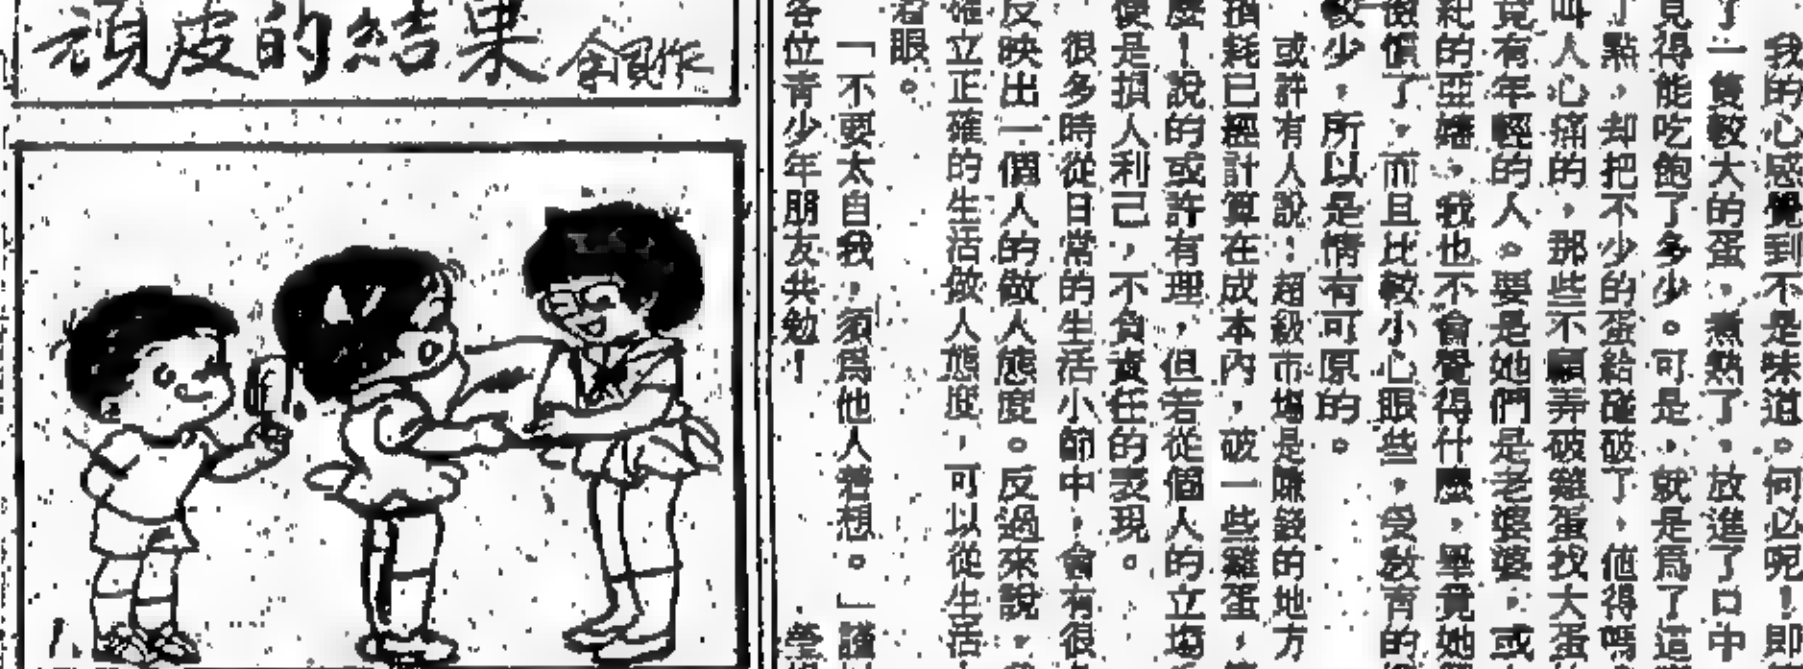 頑皮的結果
我的心感覺到不是味道。何必呢！即
了一隻較大的蛋，煮熟了，放進了口中
見得能吃飽了多少。可是，就是爲了這
了點，却把不少的蛋給碰破了，他得嗎
叫人心痛的，那些不願弄破雞蛋找大蛋
竟有年輕的人。要是她們是老婆婆，或
紀的亞嬸，我也不會覺得什麼，畢竟她
慣了，而且比較小心眼些，受教育的
較少，所以是情有可原的。
或許有人說：超級市場是賺錢的地方
損耗已經計算在成本內，破一些雞蛋，
麼！說的或許有理，但若從個人的立場
便是損人利己，不負責任的表現。
很多時從日常的生活小節中，會有很
反映出一個人的做人態度。反過來說，
確立正確的生活做人態度，可以從生活
着眼。
「不要太自我，須爲他人着想。」謹
各位青少年朋友共勉！